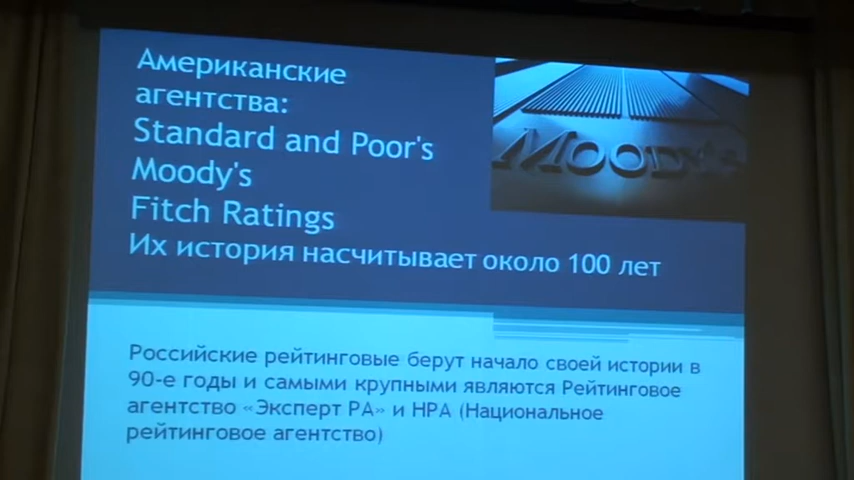 Американские
агентства:
Standard and Poor's
Moody's
Fitch Ratings
Их история насчитывает около 100 лет
MOODY's
Российские рейтинговые берут начало своей истории в
90-е годы и самыми крупными являются Рейтинговое
агентство «Эксперт РА» и НРА (Национальное
рейтинговое агентство)